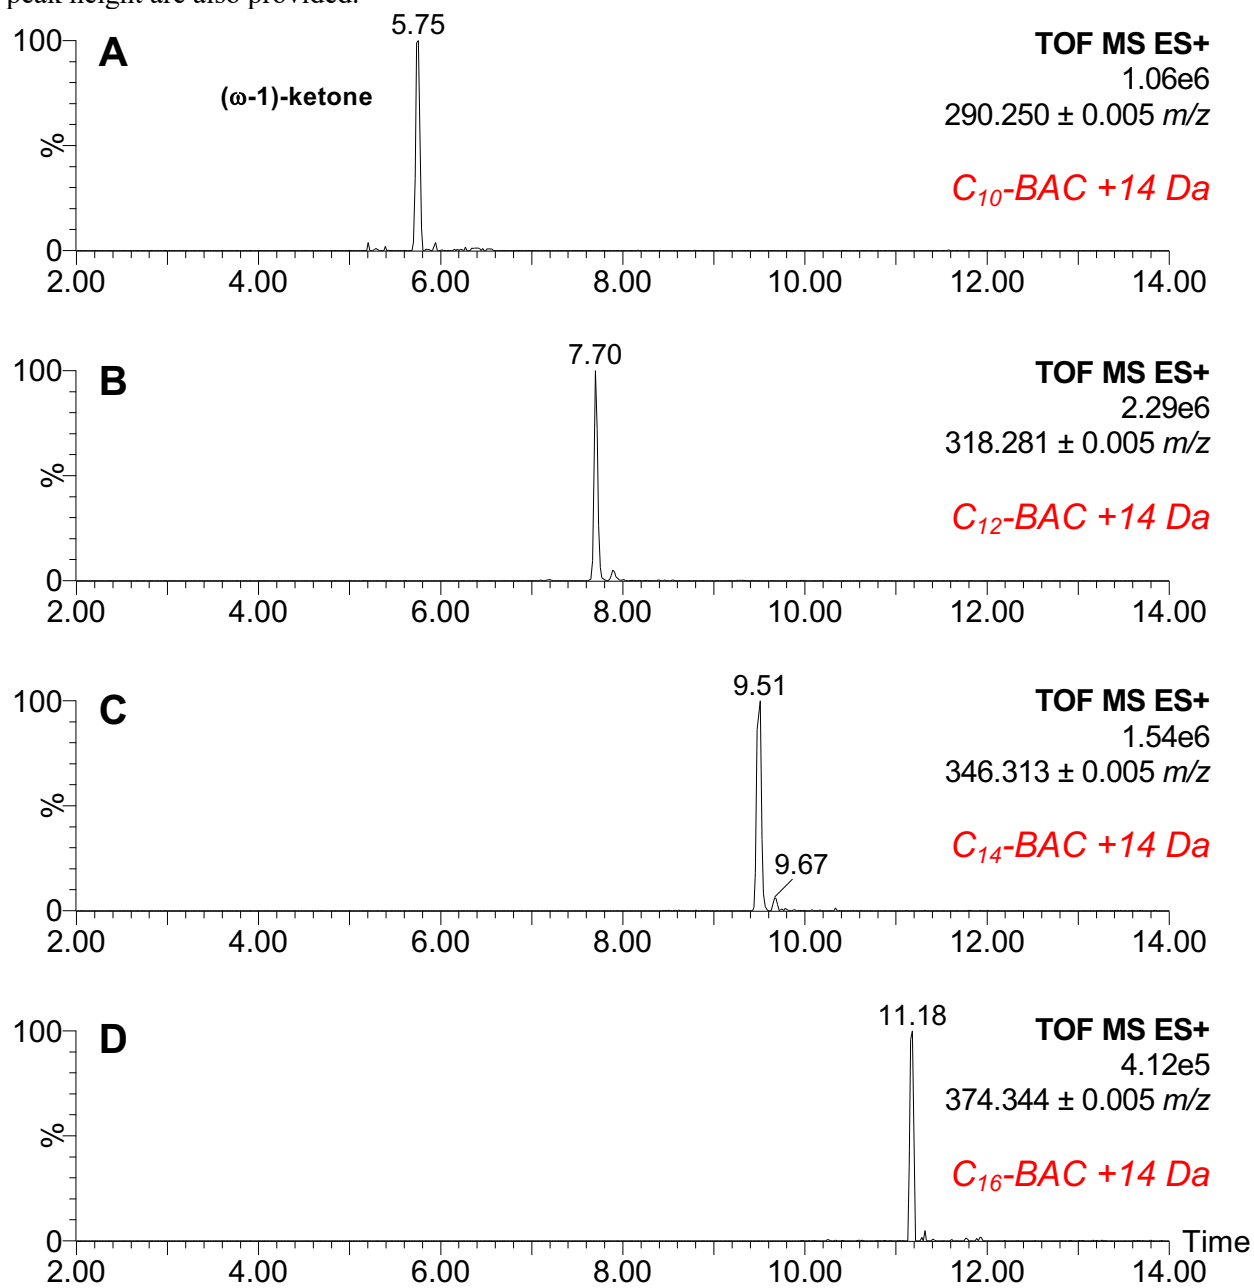 peak height are also provided.
5.75
100
A
TOF MS ES+
1.06e6
(ω-1)-ketone
290.250 ± 0.005 m/z
%
C10-BAC +14 Da
0
2.00 4.00 6.00 8.00 10.00 12.00 14.00
7.70
100
B
TOF MS ES+
2.29e6
318.281 ± 0.005 m/z
%
C12-BAC +14 Da
0
2.00 4.00 6.00 8.00 10.00 12.00 14.00
9.51
100
C
TOF MS ES+
1.54e6
346.313 ± 0.005 m/z
%
C14-BAC +14 Da
9.67
0
2.00 4.00 6.00 8.00 10.00 12.00 14.00
11.18
100
D
TOF MS ES+
4.12e5
374.344 ± 0.005 m/z
%
C16-BAC +14 Da
0
Time
2.00 4.00 6.00 8.00 10.00 12.00 14.00